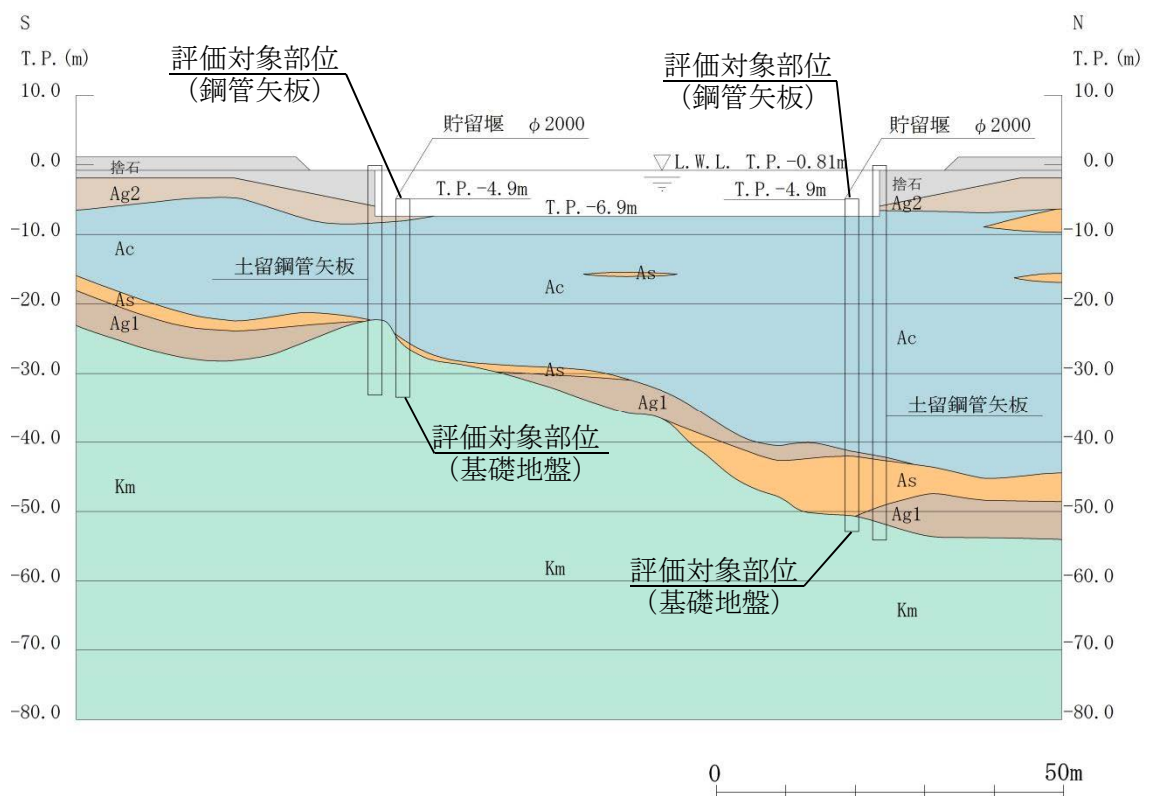 S
N
T.P.(m)
評価対象部位
(鋼管矢板)
評価対象部位
(鋼管矢板)
T.P.(m)
10.0
10.0
貯留堰 φ2000
貯留堰 φ2000
0.0
捨石
L.W.L. T.P.-0.81m
0.0
捨石
Ag2
T.P.-4.9m
T.P.-4.9m
Ag2
T.P.-6.9m
-10.0
-10.0
Ac
土留鋼管矢板
As
Ac
-20.0
As
-20.0
Ag1
Ac
-30.0
As
-30.0
Ag1
土留鋼管矢板
-40.0
評価対象部位
(基礎地盤)
-40.0
Km
As
-50.0
Ag1
-50.0
Km
評価対象部位
(基礎地盤)
-60.0
-60.0
Km
-70.0
-70.0
-80.0
-80.0
0
50m